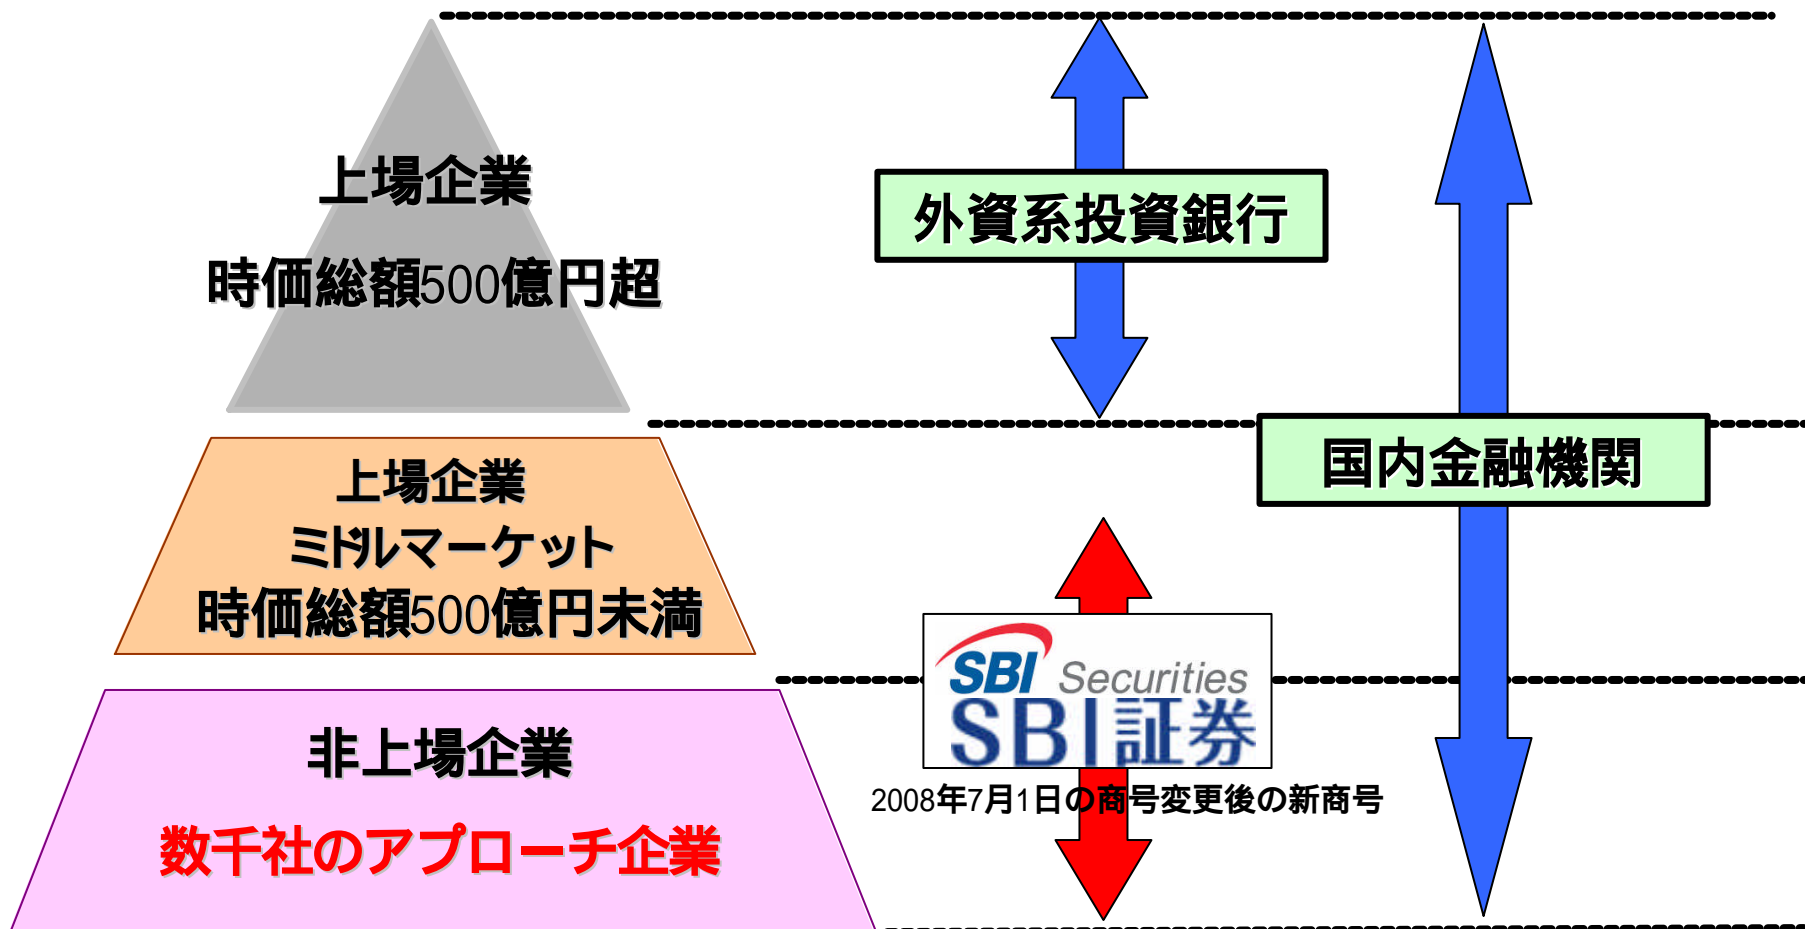 上場企業
時価総額500億円超
外資系投資銀行
国内金融機関
上場企業
ミドルマーケット
時価総額500億円未満
SBI Securities
SBI証券
2008年7月1日の商号変更後の新商号
非上場企業
数千社のアプローチ企業